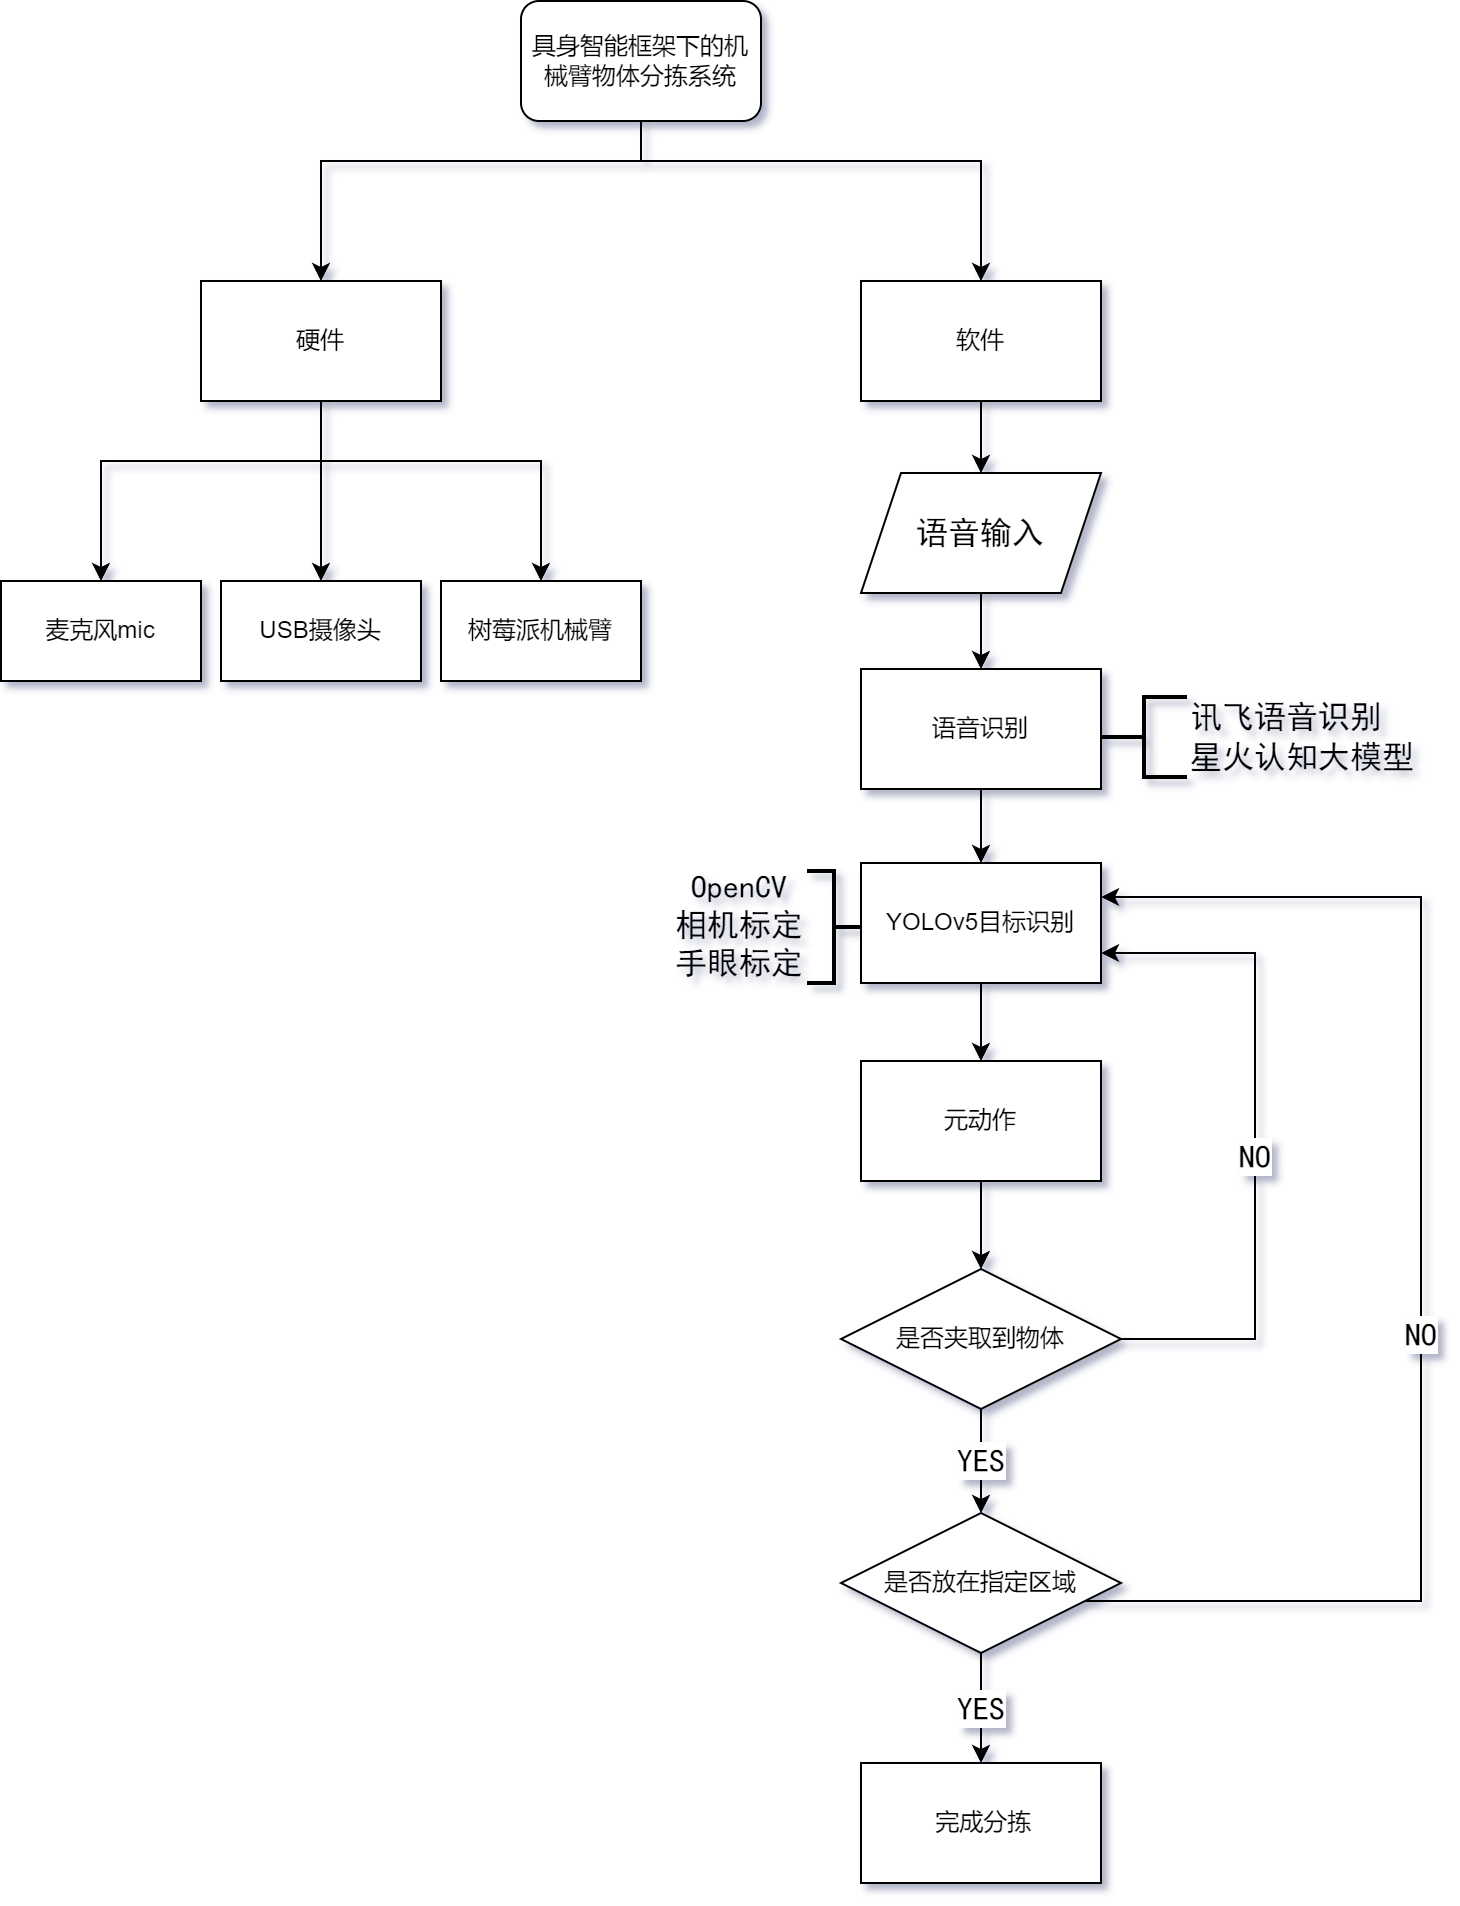 具身智能框架下的机
械臂物体分拣系统
硬件
软件
麦克风mic
USB摄像头
树莓派机械臂
语音输入
语音识别
讯飞语音识别
星火认知大模型
OpenCV
相机标定
手眼标定
YOLOv5目标识别
元动作
NO
是否夹取到物体
NO
YES
是否放在指定区域
YES
完成分拣